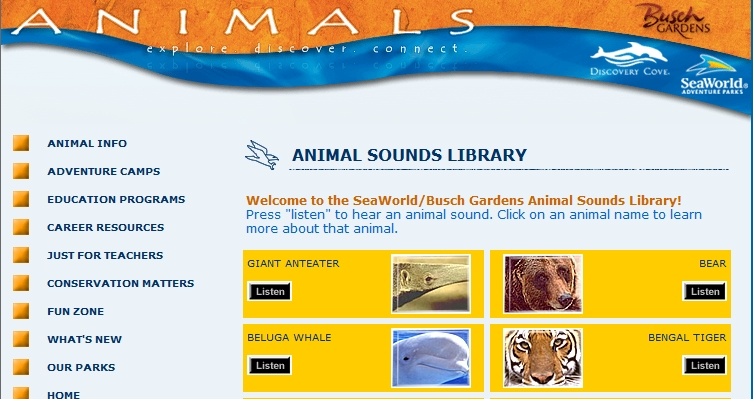 ANIMALS
explore. discover. connect.
Busch
GARDENS
DISCOVERY COVE.
SeaWorld®
ADVENTURE PARKS
ANIMAL INFO
ADVENTURE CAMPS
EDUCATION PROGRAMS
CAREER RESOURCES
JUST FOR TEACHERS
CONSERVATION MATTERS
FUN ZONE
WHAT'S NEW
OUR PARKS
HOME
ANIMAL SOUNDS LIBRARY
Welcome to the SeaWorld/Busch Gardens Animal Sounds Library!
Press "listen" to hear an animal sound. Click on an animal name to learn
more about that animal.
GIANT ANTEATER
Listen
BEAR
Listen
BELUGA WHALE
Listen
BENGAL TIGER
Listen